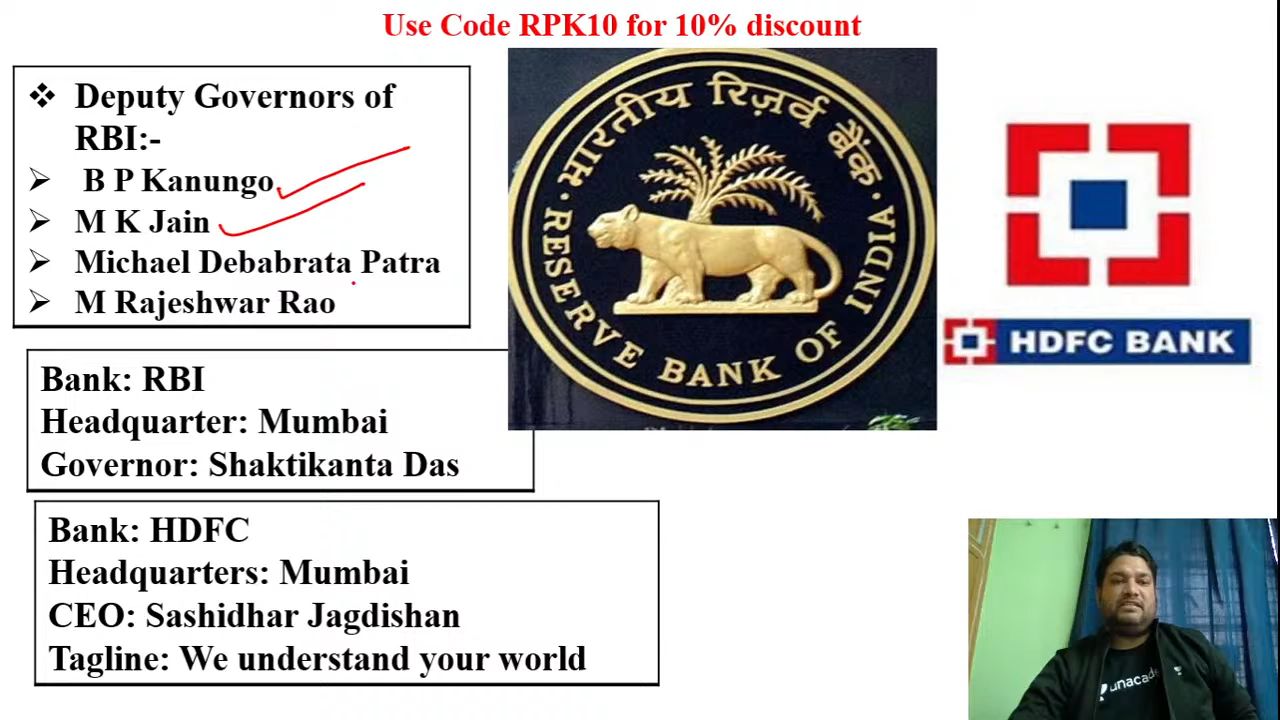 Use Code RPK10 for 10% discount
❖ Deputy Governors of
RBI:-
➢ B P Kanungo
➢ M K Jain
➢ Michael Debabrata Patra
➢ M Rajeshwar Rao
भारतीय रिज़र्व बैंक
RESERVE BANK OF INDIA
HDFC BANK
Bank: RBI
Headquarter: Mumbai
Governor: Shaktikanta Das
Bank: HDFC
Headquarters: Mumbai
CEO: Sashidhar Jagdishan
Tagline: We understand your world